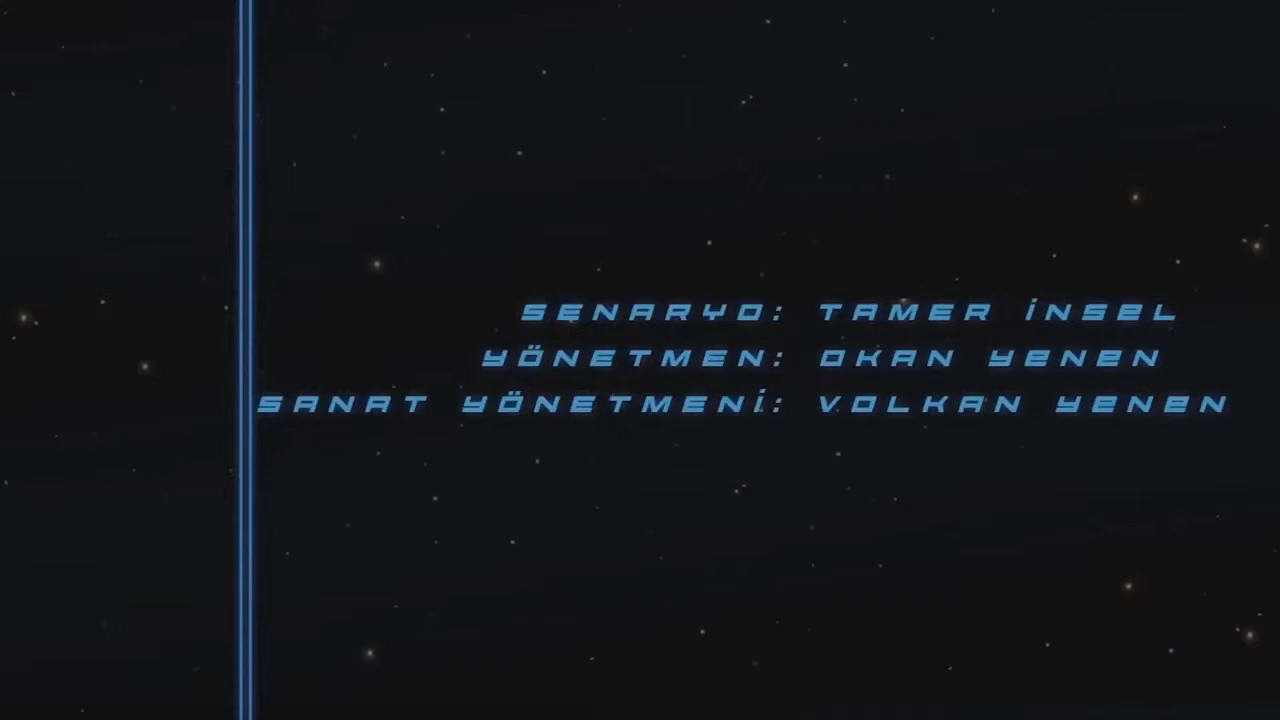 SENARYO: TAMER İNSEL
YÖNETMEN: OKAN YENEN
SANAT YÖNETMENİ: VOLKAN YENEN